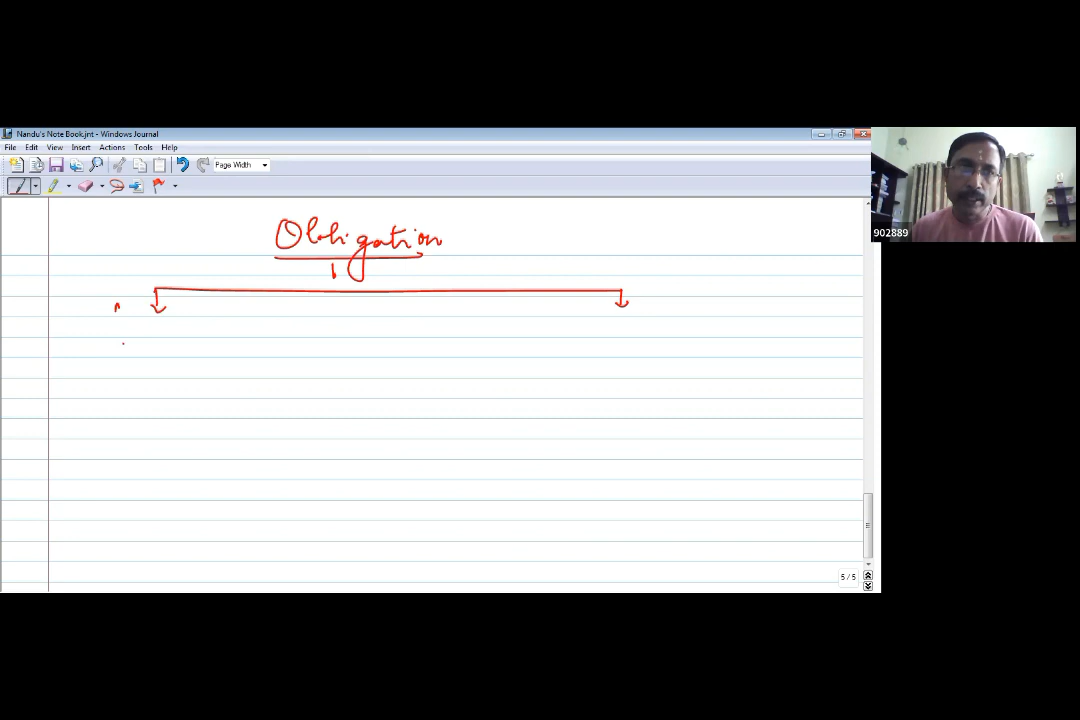 Nandu's Note Book.jnt - Windows Journal
File Edit View Insert Actions Tools Help
Page Width
902889
Obligation
5 / 5